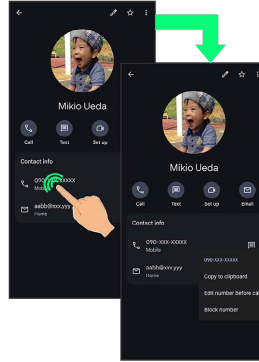 Mikio Ueda
Call Text Set up
Contact info
Mobile
aabb@xxx.yyy
Home
Mikio Ueda
Call Text Set up Email
Contact info
090-XXX-XXXXX
Mobile
aabb@xxx.yyy
Home
090-XXX-XXXXX
Copy to clipboard
Edit number before cal
Block number